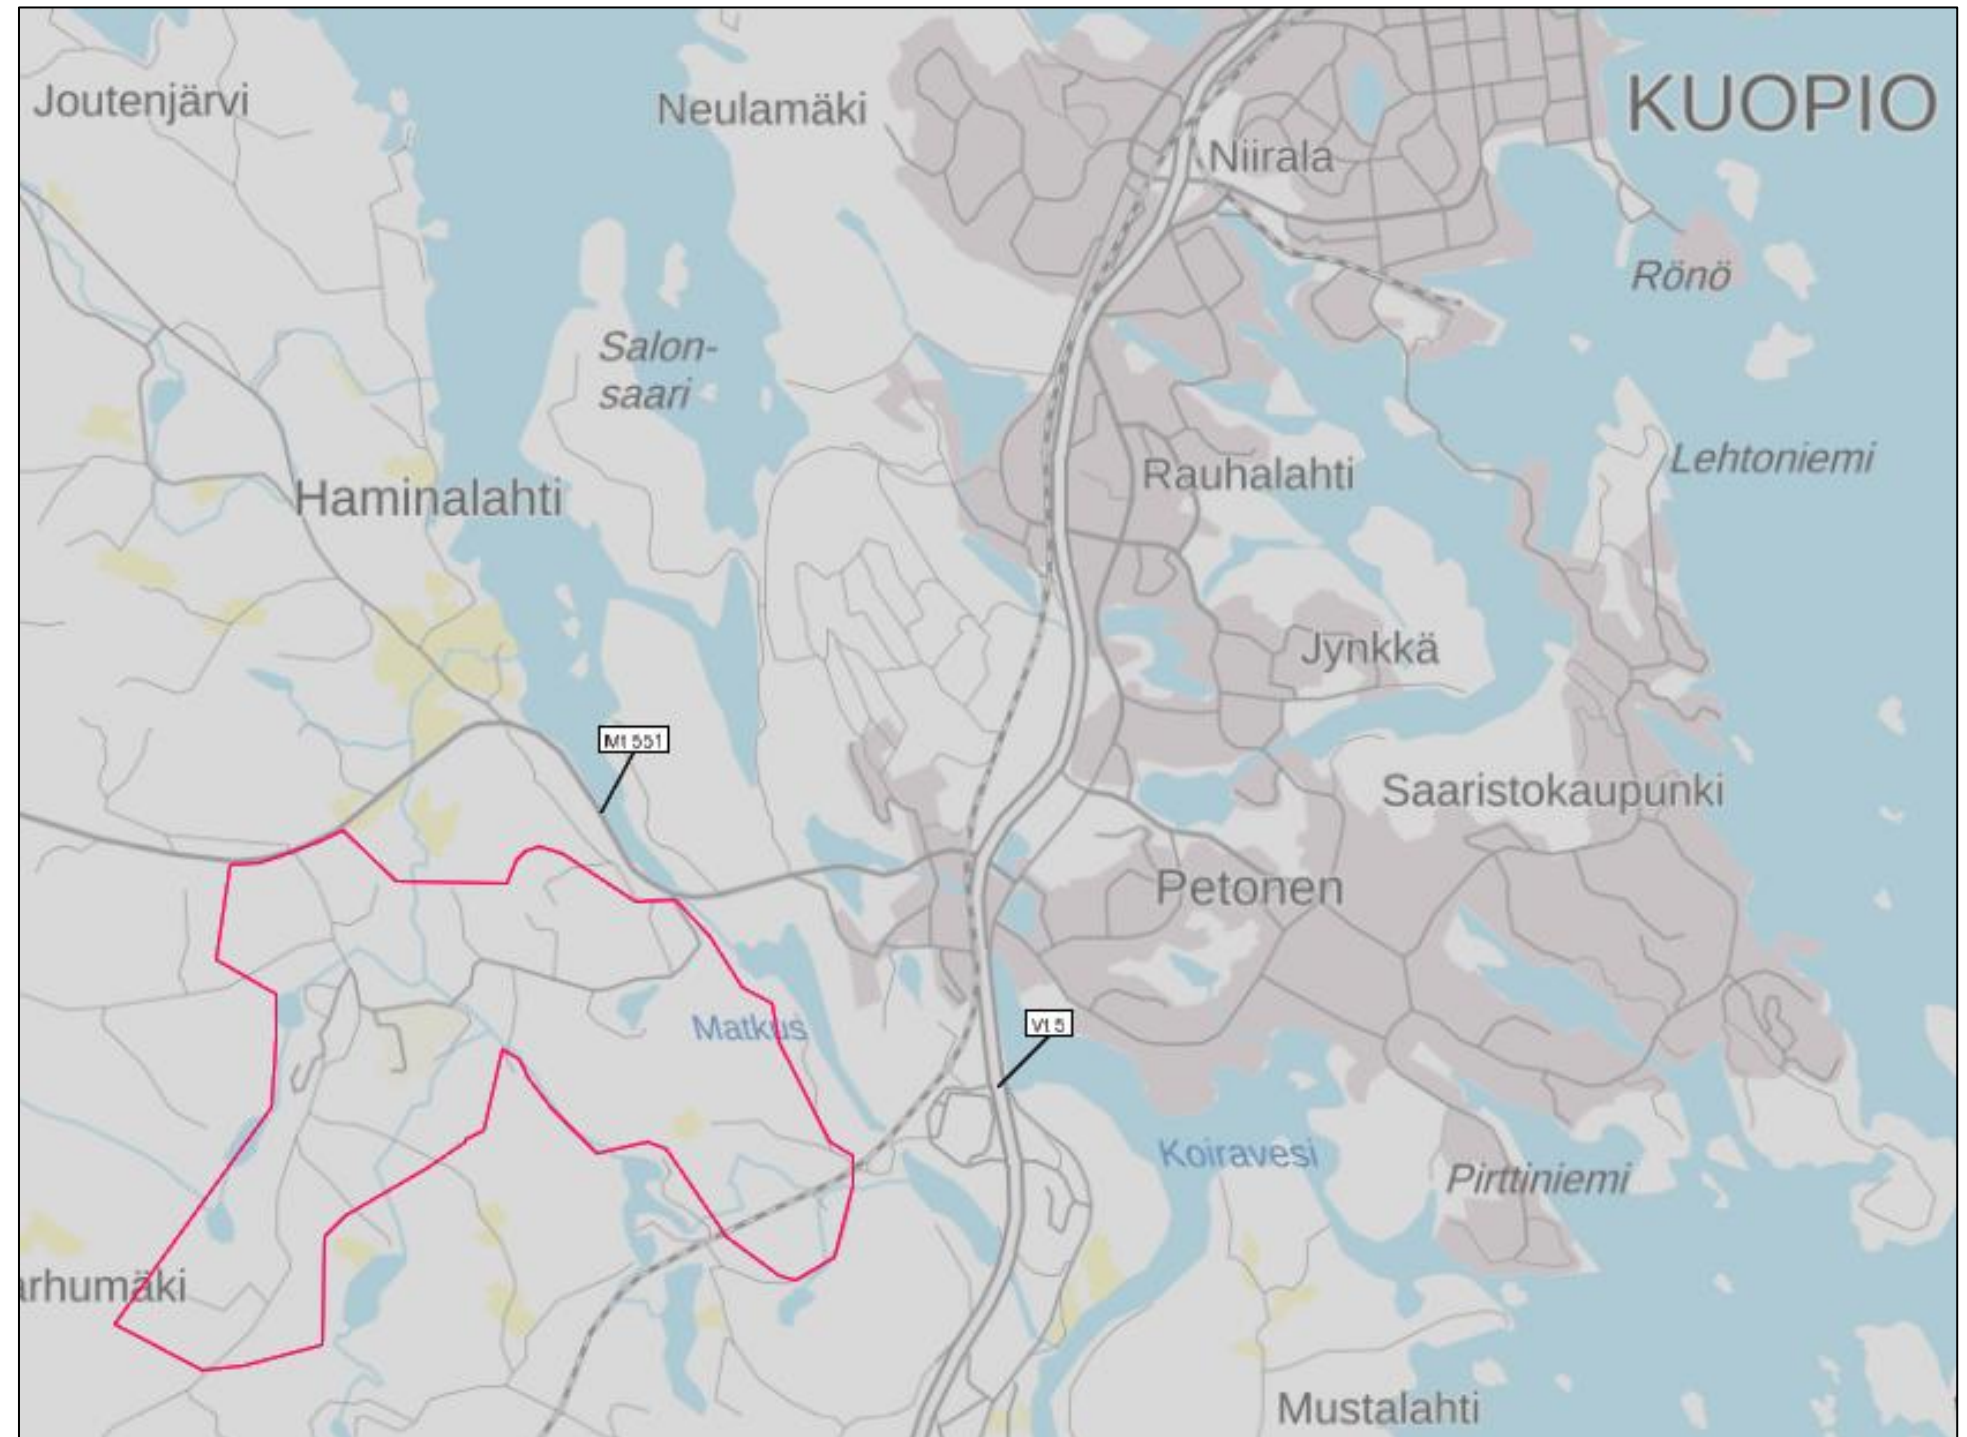 KUOPIO
Joutenjärvi
Neulamäki
Niirala
Rönö
Salon-
saari
Lehtoniemi
Rauhalahti
Haminalahti
Jynkkä
Mt 551
Saaristokaupunki
Petonen
Matkus
Vt 5
Koiravesi
Pirttiniemi
arhumäki
Mustalahti